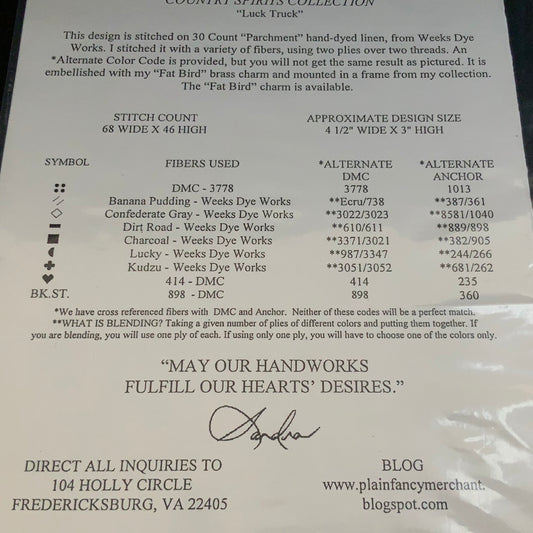 COUNTRY SPIRITS COLLECTION
"Luck Truck"
This design is stitched on 30 Count "Parchment" hand-dyed linen, from Weeks Dye
Works. I stitched it with a variety of fibers, using two plies over two threads. An
*Alternate Color Code is provided, but you will not get the same result as pictured. It is
embellished with my "Fat Bird" brass charm and mounted in a frame from my collection.
The "Fat Bird" charm is available.
STITCH COUNT APPROXIMATE DESIGN SIZE
68 WIDE X 46 HIGH 4 1/2" WIDE X 3" HIGH
SYMBOL FIBERS USED *ALTERNATE *ALTERNATE
DMC ANCHOR
DMC - 3778 3778 1013
Banana Pudding - Weeks Dye Works **Ecru/738 **387/361
Confederate Gray - Weeks Dye Works **3022/3023 **8581/1040
Dirt Road - Weeks Dye Works **610/611 **889/898
Charcoal - Weeks Dye Works **3371/3021 **382/905
Lucky - Weeks Dye Works **987/3347 **244/266
Kudzu - Weeks Dye Works **3051/3052 **681/262
414 - DMC 414 235
BK.ST. 898 - DMC 898 360
*We have cross referenced fibers with DMC and Anchor. Neither of these codes will be a perfect match.
**WHAT IS BLENDING? Taking a given number of plies of different colors and putting them together. If
you are blending, you will use one ply of each. If using only one ply, you will have to choose one of the colors only.
"MAY OUR HANDWORKS
FULFILL OUR HEARTS' DESIRES."
Sandra
DIRECT ALL INQUIRIES TO BLOG
104 HOLLY CIRCLE www.plainfancymerchant.
FREDERICKSBURG, VA 22405 blogspot.com